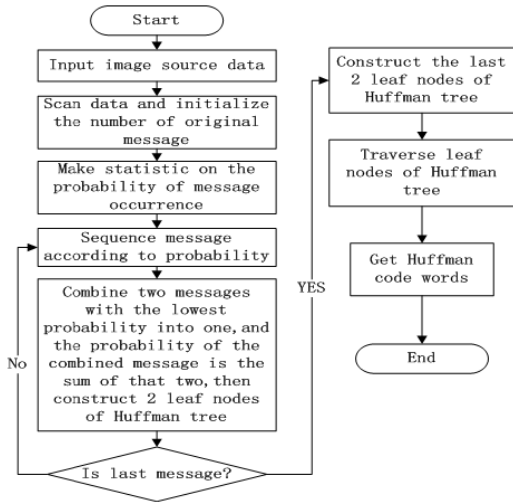 Start
Input image source data
Scan data and initialize
the number of original
message
Make statistic on the
probability of message
occurrence
Sequence message
according to probability
Combine two messages
with the lowest
probability into one,and
the probability of the
combined message is the
sum of that two,then
construct 2 leaf nodes
of Huffman tree
No
Is last message?
YES
Construct the last
2 leaf nodes of
Huffman tree
Traverse leaf
nodes of Huffman
tree
Get Huffman
code words
End